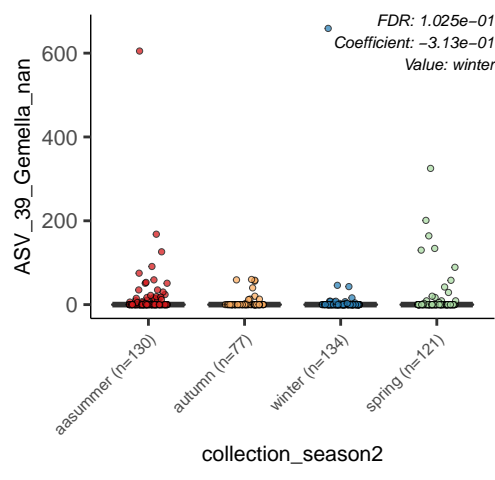 FDR: 1.025e−01
Coefficient: −3.13e−01
Value: winter
ASV_39_Gemella_nan
600
400
200
0
aasummer (n=130)
autumn (n=77)
winter (n=134)
spring (n=121)
collection_season2